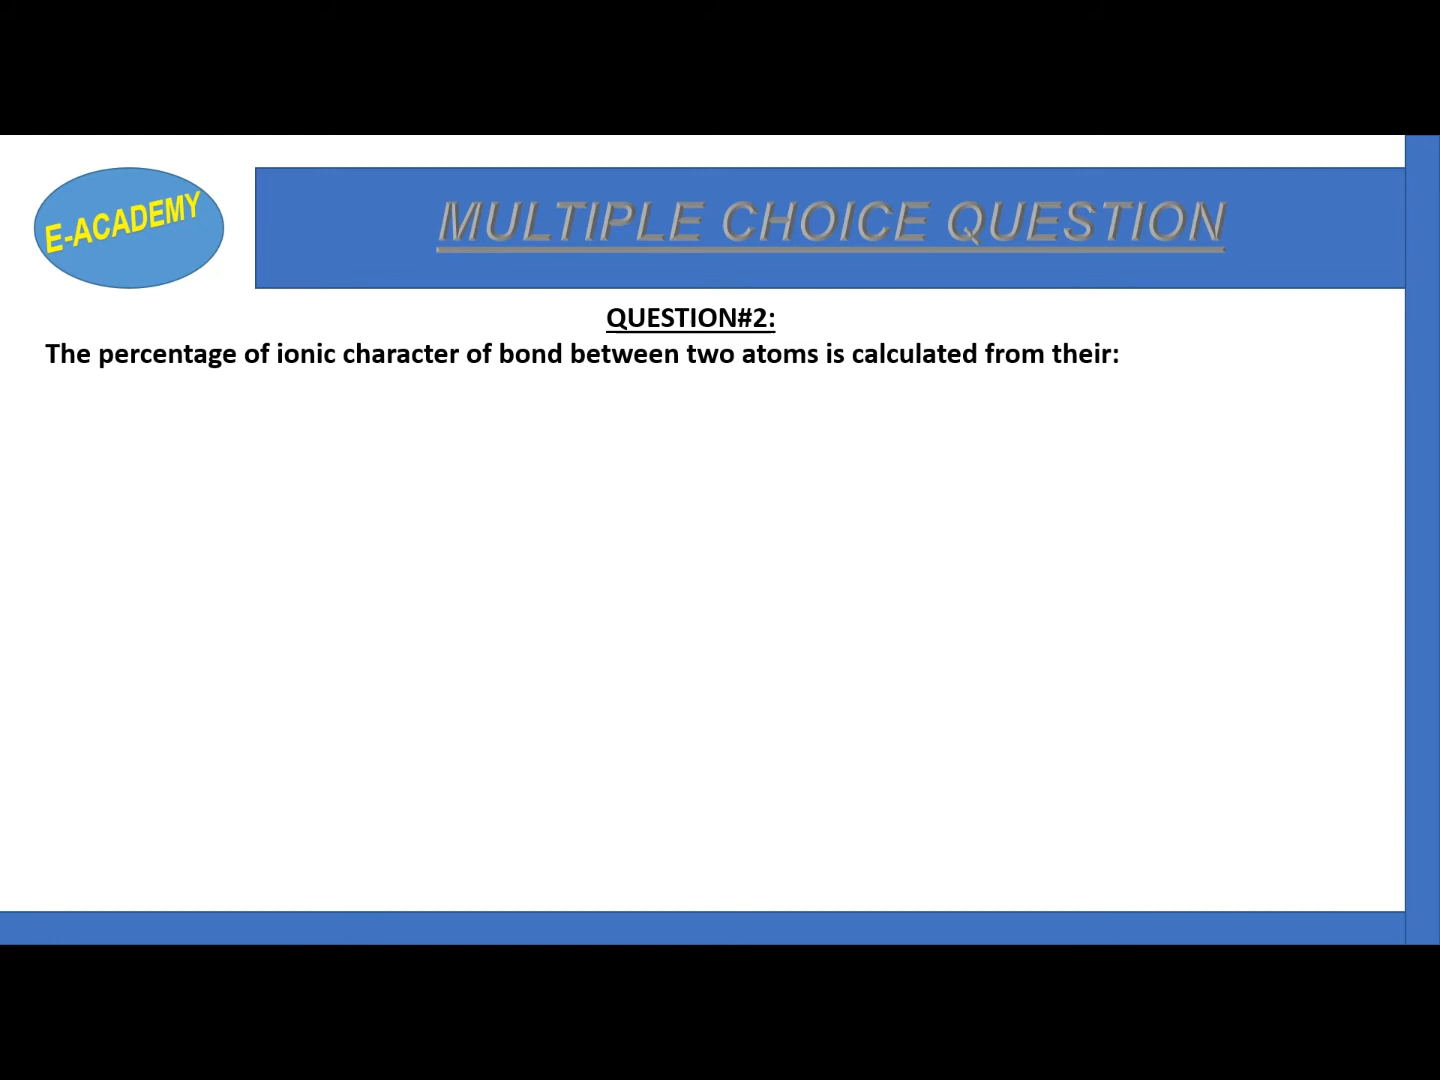 E-ACADEMY
MULTIPLE CHOICE QUESTION
QUESTION#2:
The percentage of ionic character of bond between two atoms is calculated from their: